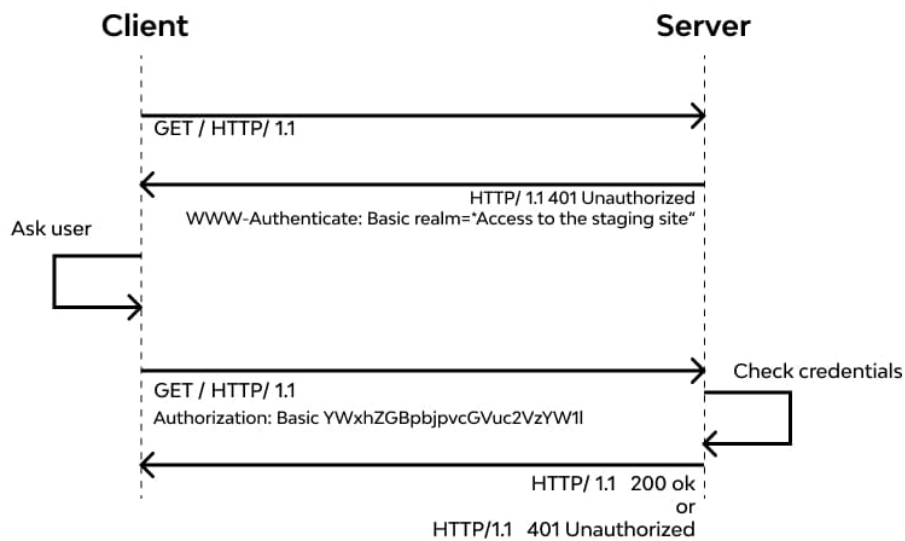 Client
Server
GET / HTTP/ 1.1
HTTP/ 1.1 401 Unauthorized
WWW-Authenticate: Basic realm="Access to the staging site“
Ask user
GET / HTTP/ 1.1
Authorization: Basic YWxhZGBpbjpvcGVuc2VzYW1l
Check credentials
HTTP/ 1.1 200 ok
or
HTTP/1.1 401 Unauthorized